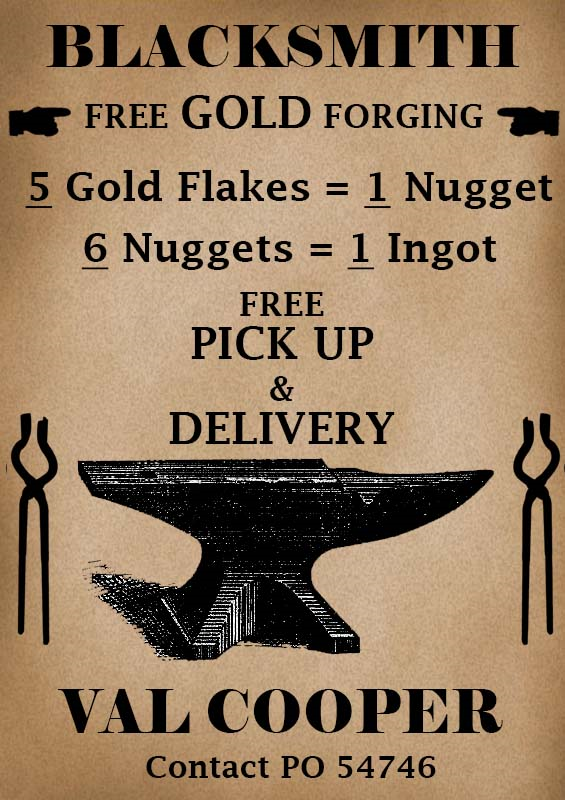 BLACKSMITH
FREE GOLD FORGING
5 Gold Flakes = 1 Nugget
6 Nuggets = 1 Ingot
FREE
PICK UP
&
DELIVERY
VAL COOPER
Contact PO 54746